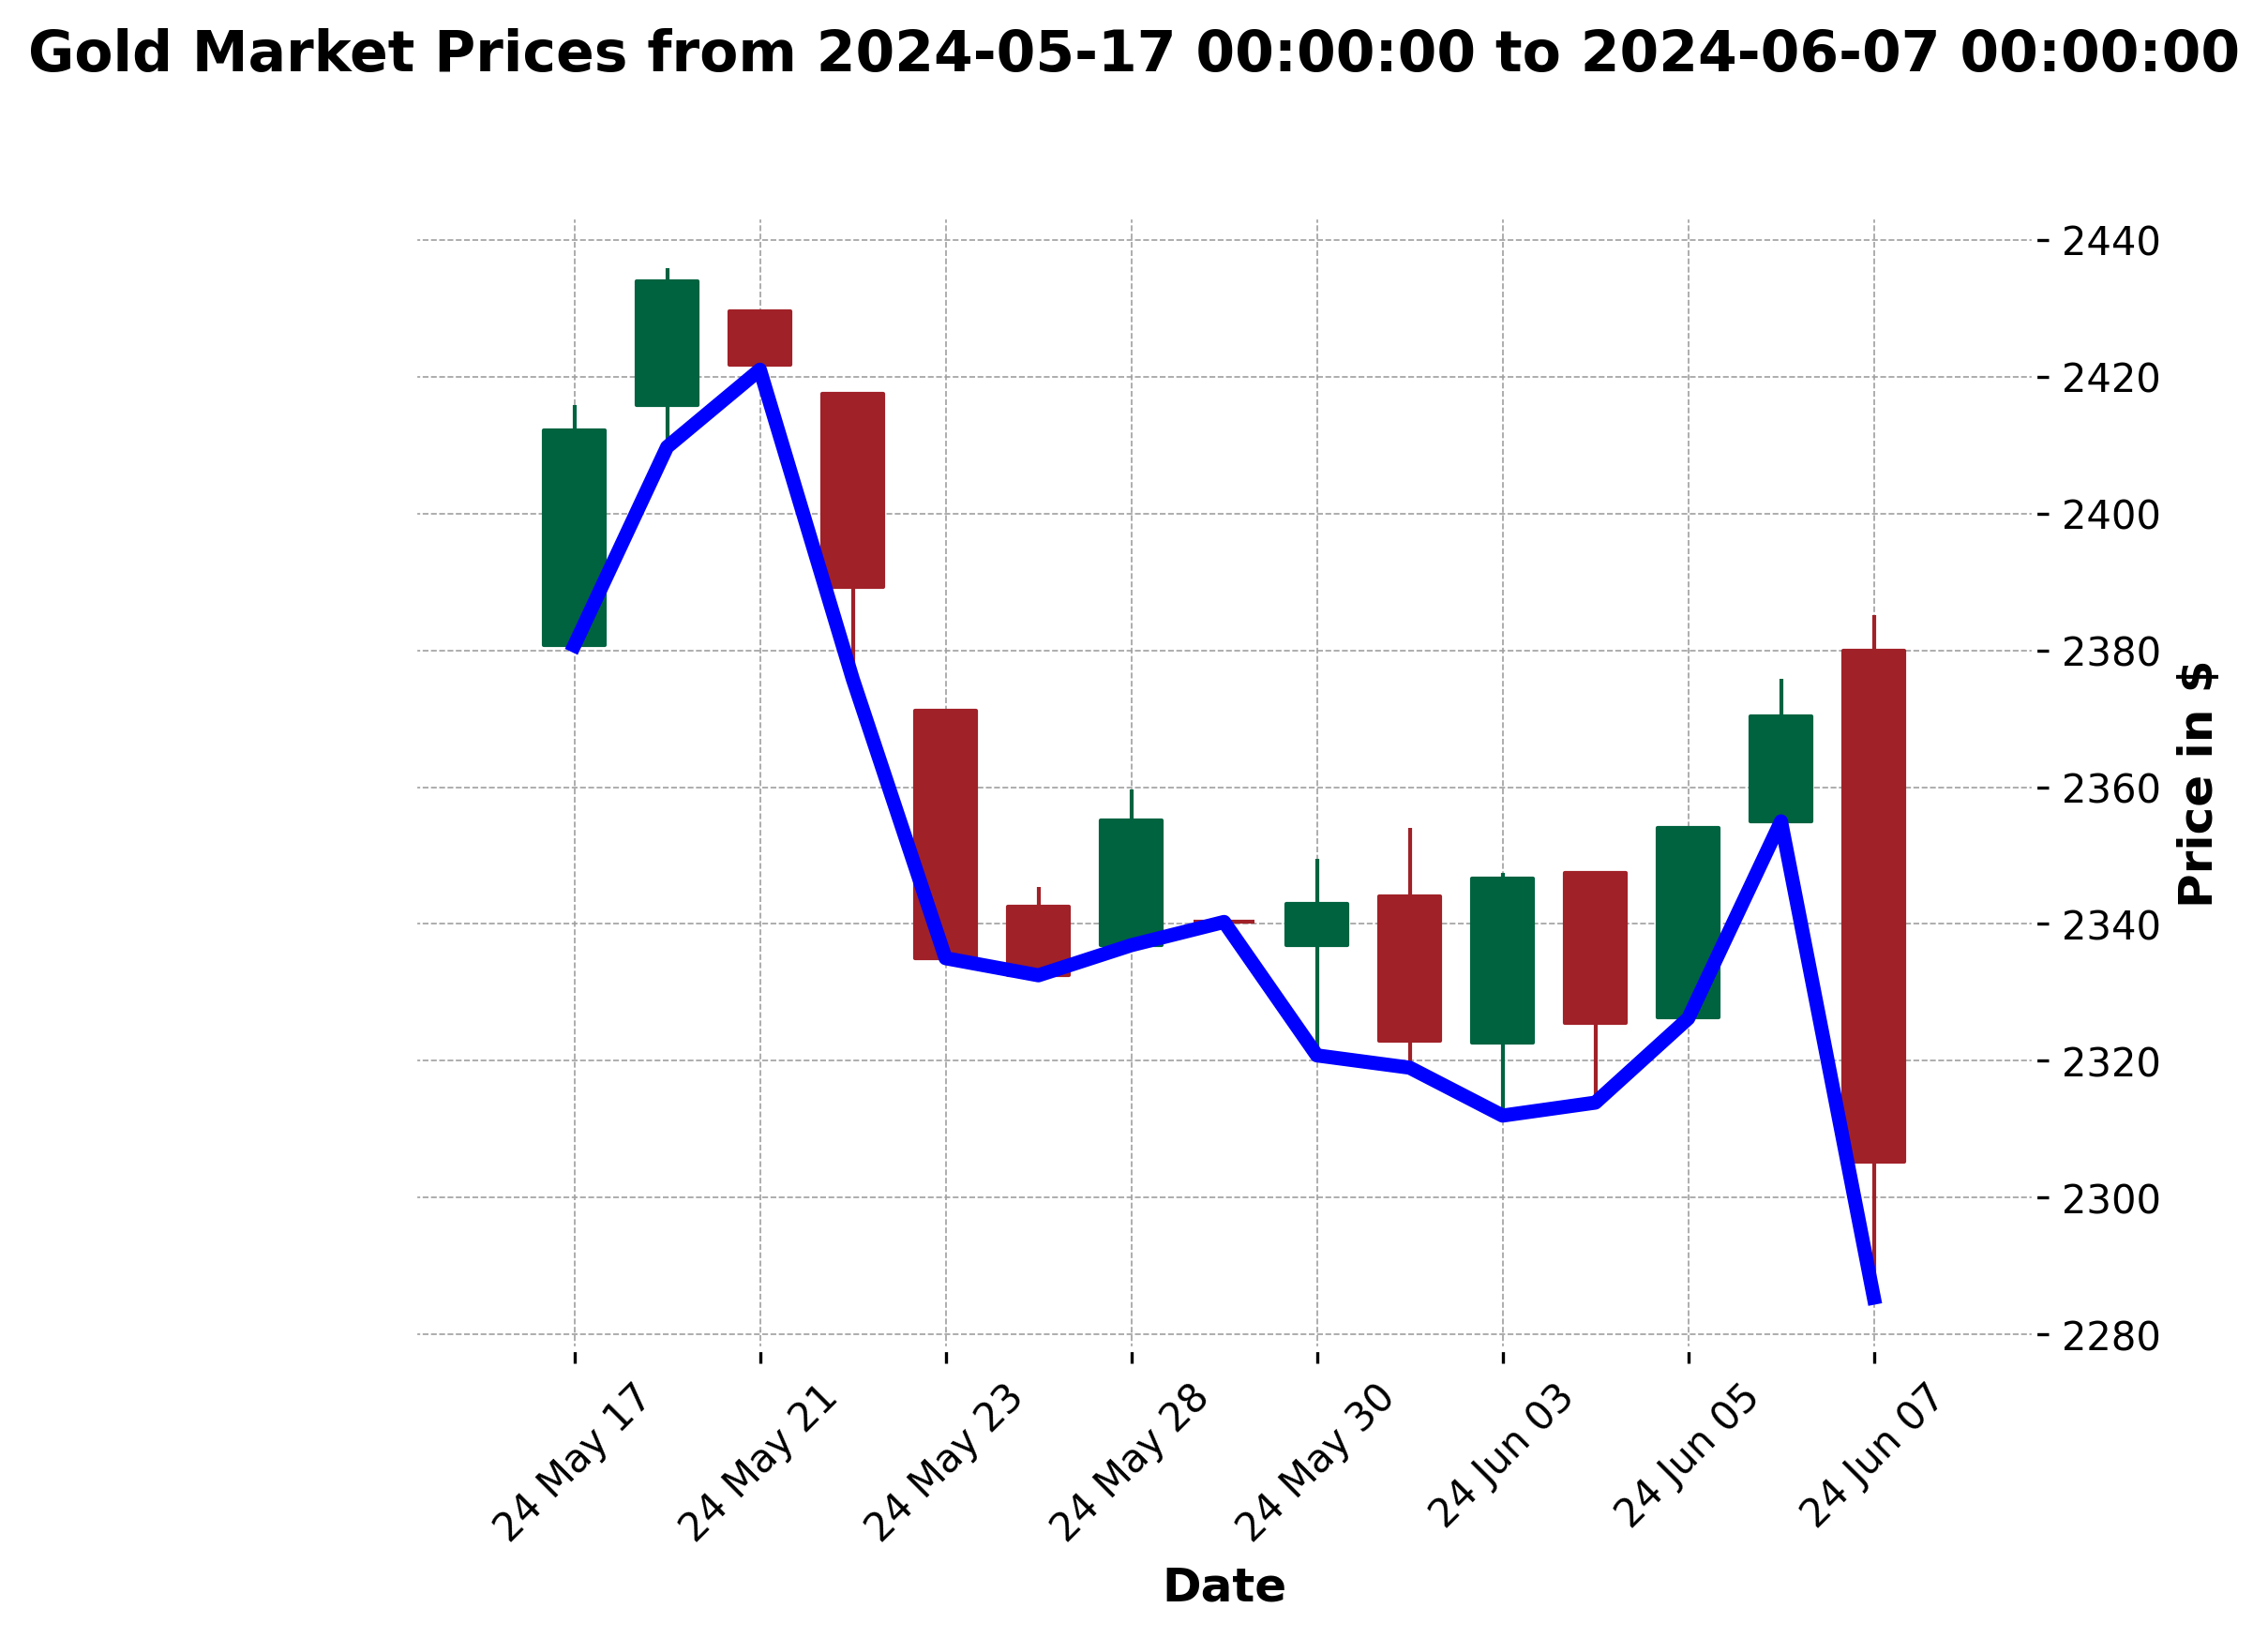 Gold Market Prices from 2024-05-17 00:00:00 to 2024-06-07 00:00:00
2440
2420
2400
2380
2360
2340
2320
2300
2280
Price in $
24 May 17
24 May 21
24 May 23
24 May 28
24 May 30
24 Jun 03
24 Jun 05
24 Jun 07
Date